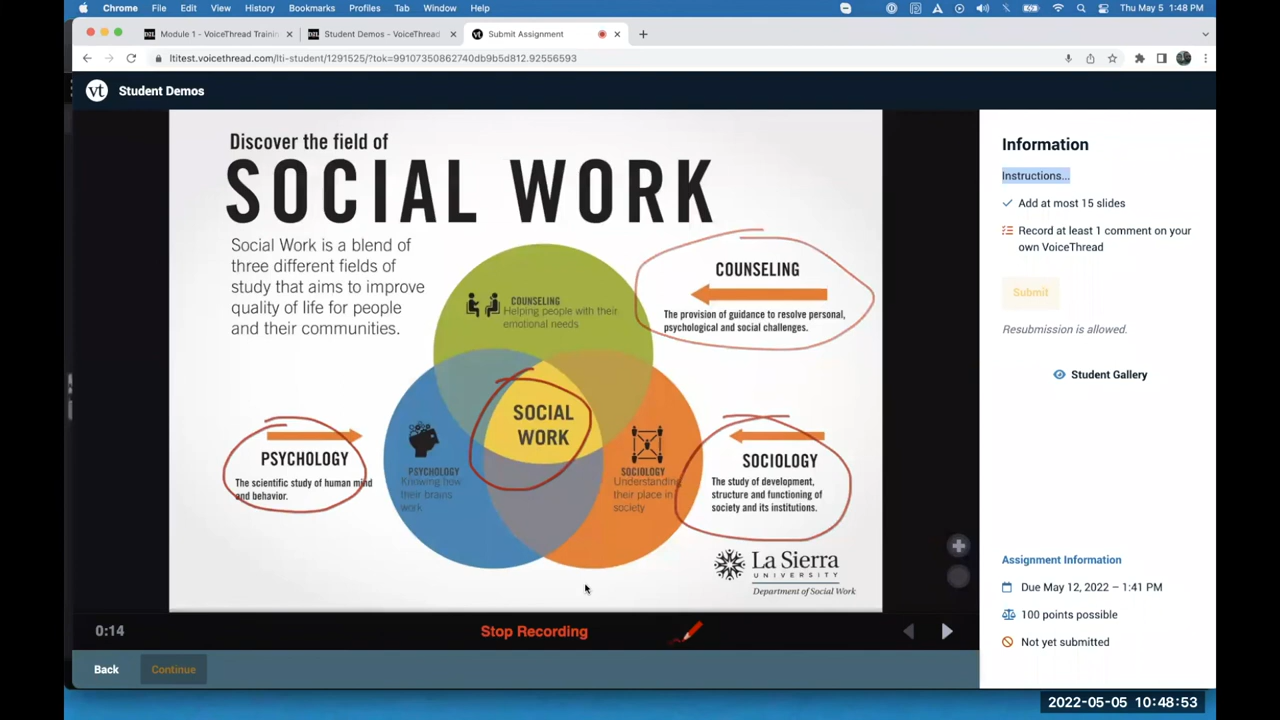 Chrome File Edit View History Bookmarks Profiles Tab Window Help
Thu May 5 1:48 PM
Module 1 - VoiceThread Trainin
Student Demos - VoiceThread
Submit Assignment
ltitest.voicethread.com/lti-student/1291525/?tok=99107350862740db9b5d812.92556593
vt Student Demos
Discover the field of
SOCIAL WORK
Social Work is a blend of
three different fields of
study that aims to improve
quality of life for people
and their communities.
COUNSELING
Helping people with their
emotional needs
COUNSELING
The provision of guidance to resolve personal,
psychological and social challenges.
SOCIAL
WORK
PSYCHOLOGY
The scientific study of human mind
and behavior.
PSYCHOLOGY
Knowing how
their brains
work
SOCIOLOGY
Understanding
their place in
society
SOCIOLOGY
The study of development,
structure and functioning of
society and its institutions.
La Sierra
UNIVERSITY
Department of Social Work
0:14
Stop Recording
Back
Continue
Information
Instructions...
Add at most 15 slides
Record at least 1 comment on your
own VoiceThread
Submit
Resubmission is allowed.
Student Gallery
Assignment Information
Due May 12, 2022 – 1:41 PM
100 points possible
Not yet submitted
2022-05-05 10:48:53